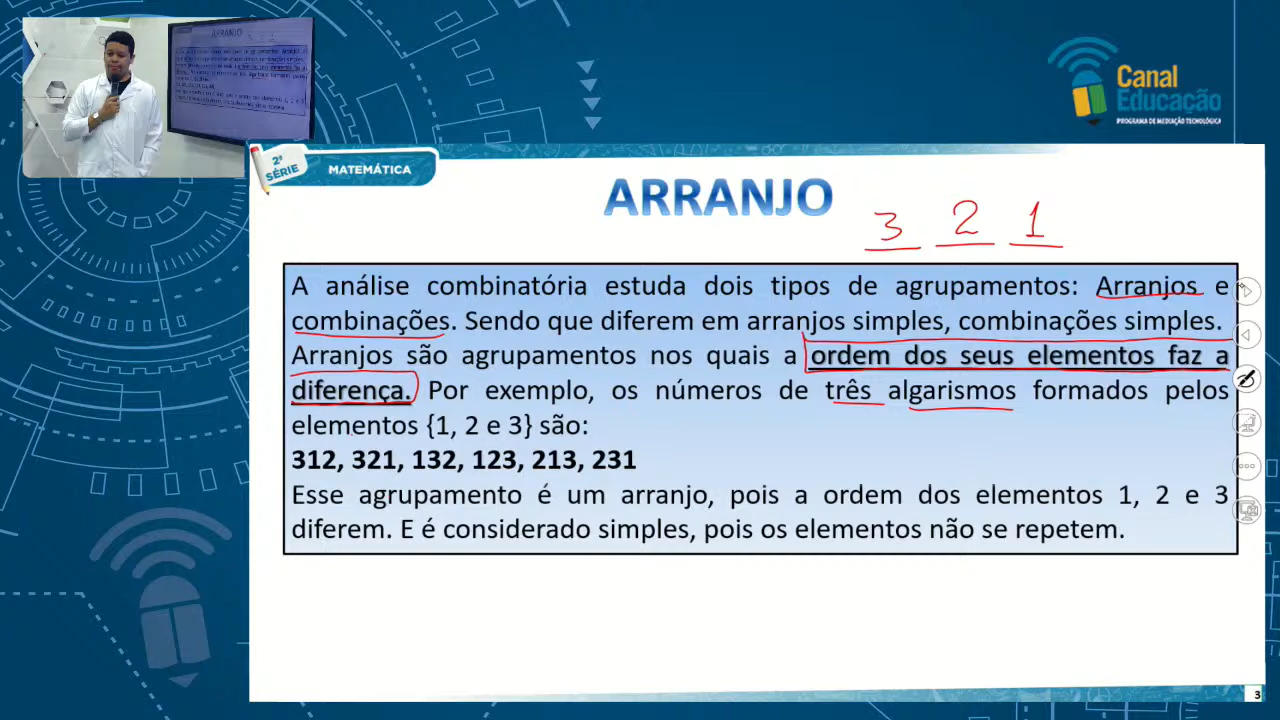 Canal
Educação
PROGRAMA DE MEDIAÇÃO TECNOLÓGICA
2ª
SÉRIE
MATEMÁTICA
ARRANJO
3 2 1
A análise combinatória estuda dois tipos de agrupamentos: Arranjos e
combinações. Sendo que diferem em arranjos simples, combinações simples.
Arranjos são agrupamentos nos quais a ordem dos seus elementos faz a
diferença. Por exemplo, os números de três algarismos formados pelos
elementos {1, 2 e 3} são:
312, 321, 132, 123, 213, 231
Esse agrupamento é um arranjo, pois a ordem dos elementos 1, 2 e 3
diferem. E é considerado simples, pois os elementos não se repetem.
3